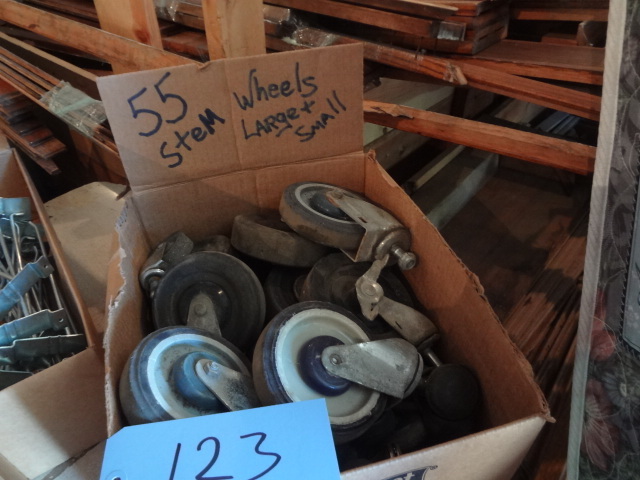 55 Wheels
Stem Large +
Small
123